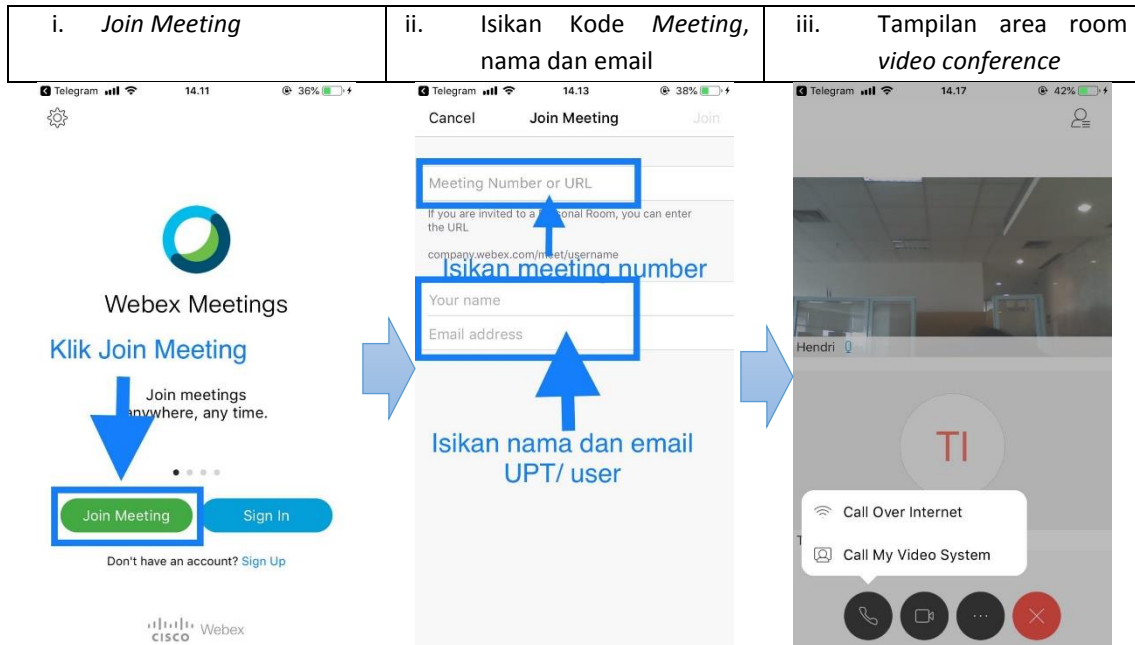 i. Join Meeting
ii. Isikan Kode Meeting,
nama dan email
iii. Tampilan area room
video conference
Telegram 14.11 36%
Webex Meetings
Klik Join Meeting
Join meetings
anywhere, any time.
Join Meeting
Sign In
Don't have an account? Sign Up
cisco Webex
Telegram 14.13 38%
Cancel Join Meeting Join
Meeting Number or URL
If you are invited to a Personal Room, you can enter
the URL
company.webex.com/meet/username
Isikan meeting number
Your name
Email address
Isikan nama dan email
UPT/ user
Telegram 14.17 42%
Hendri
TI
Call Over Internet
Call My Video System